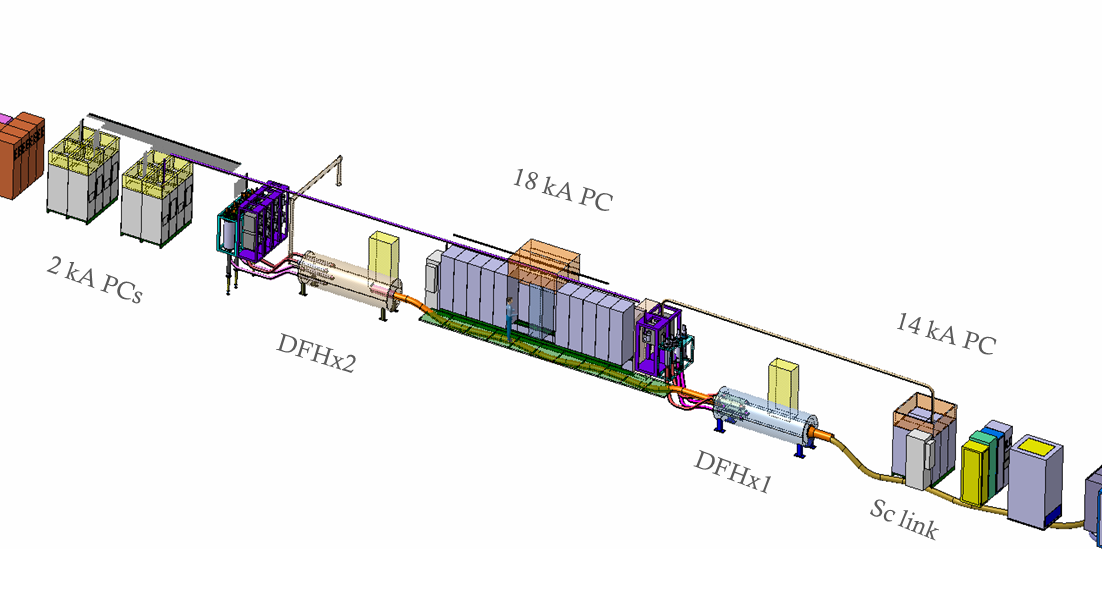 18 kA PC
2 kA PCs
14 kA PC
DFHx2
DFHx1
Sc link